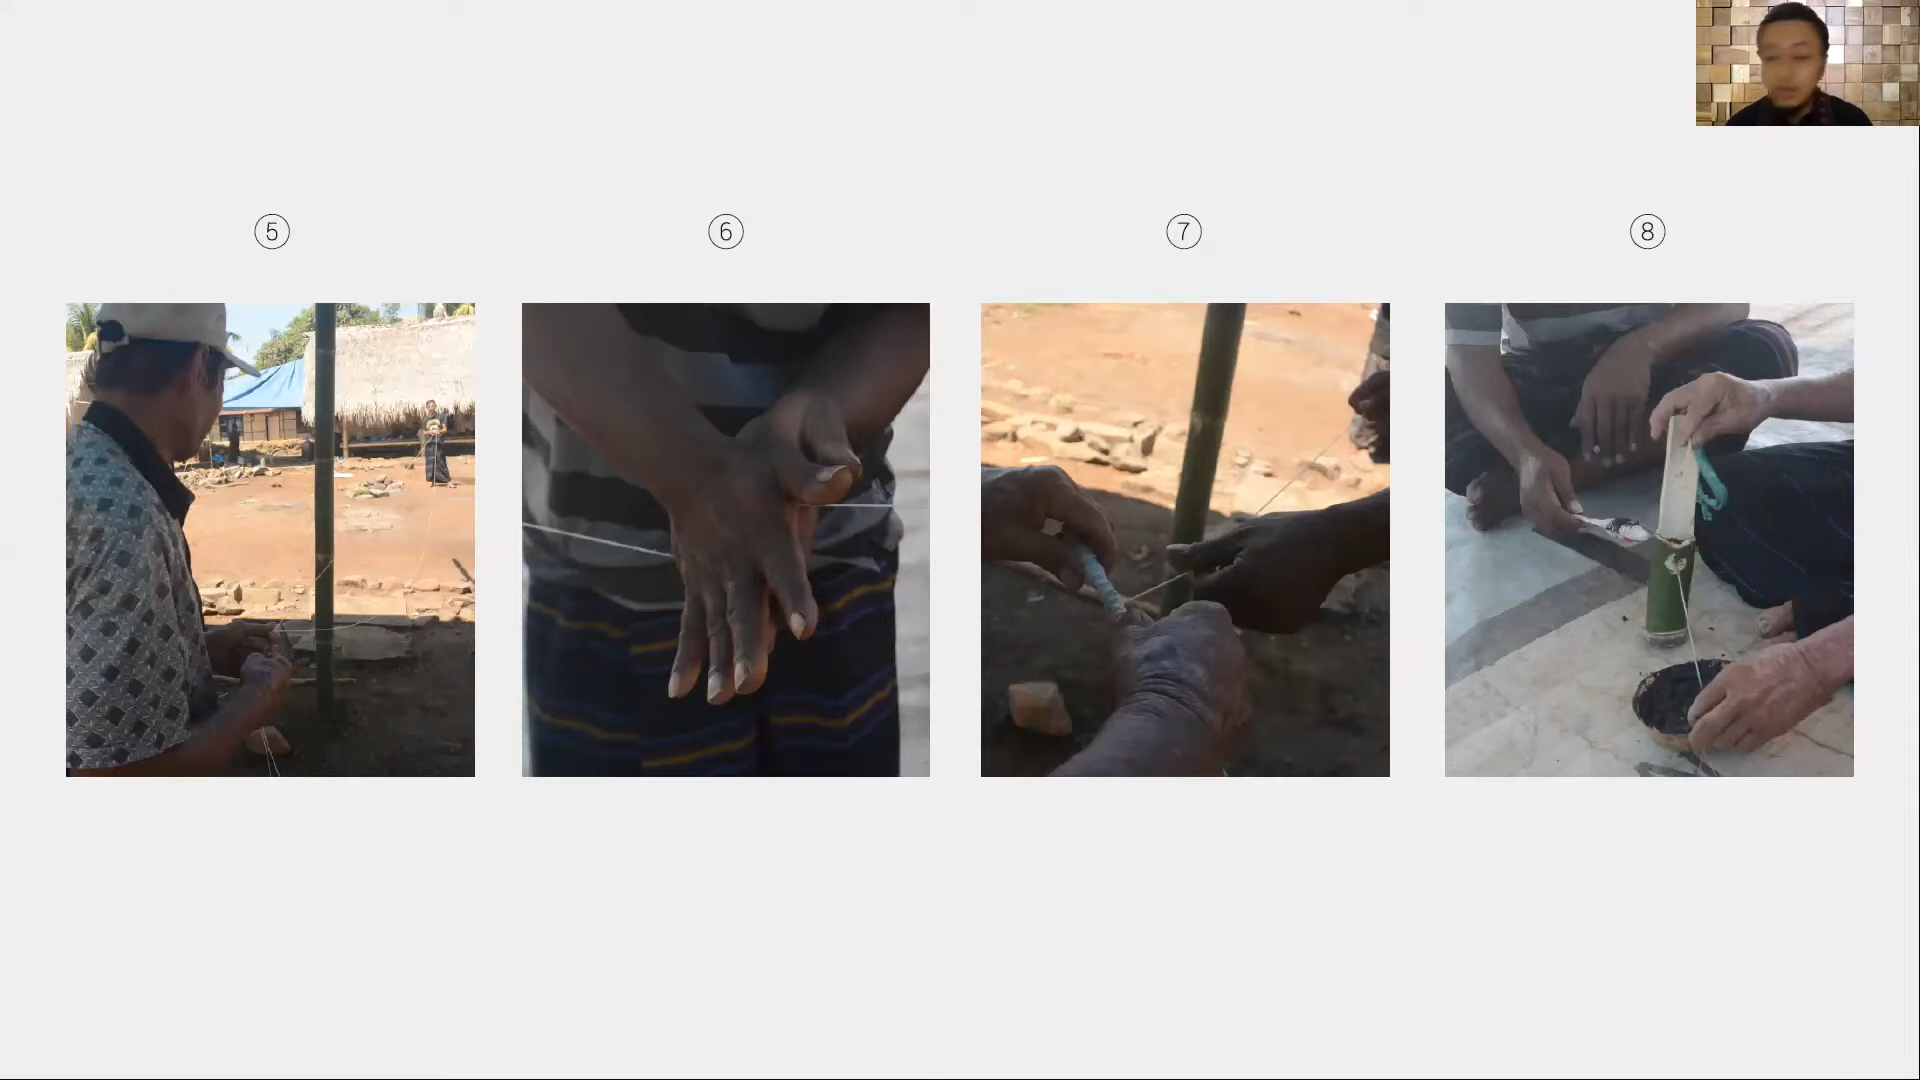 ⑤ ⑥ ⑦ ⑧